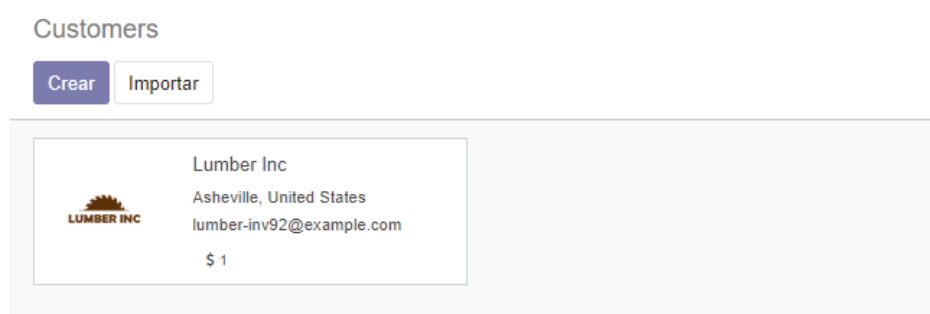 Customers
Crear Importar
Lumber Inc
Asheville, United States
LUMBER INC
lumber-inv92@example.com
$ 1